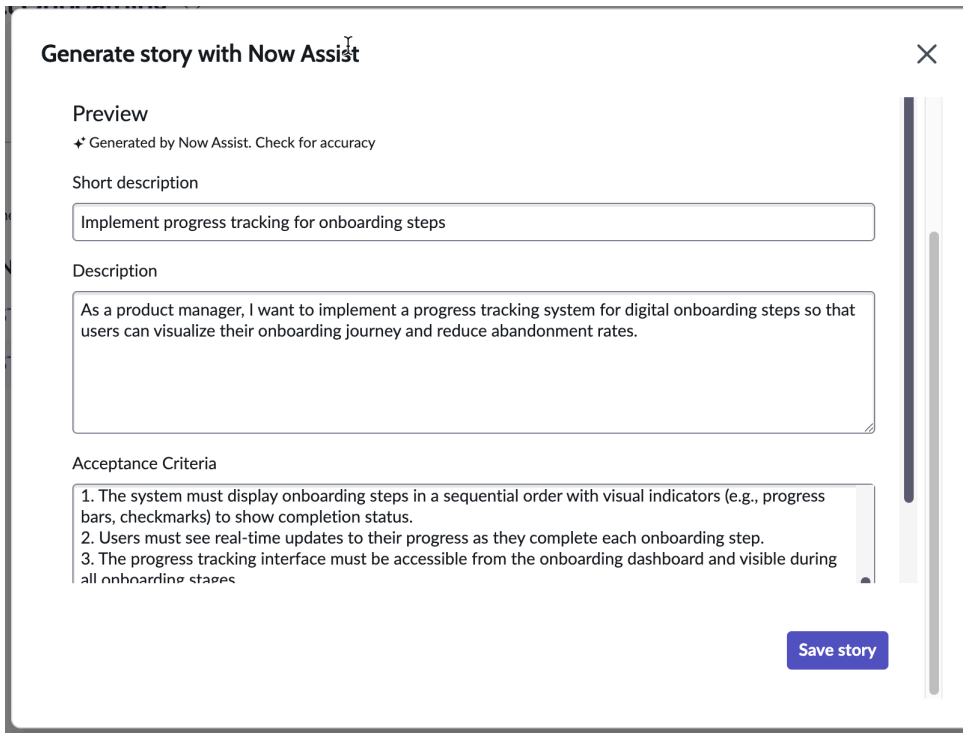 Generate story with Now Assist
Preview
Generated by Now Assist. Check for accuracy
Short description
Implement progress tracking for onboarding steps
Description
As a product manager, I want to implement a progress tracking system for digital onboarding steps so that
users can visualize their onboarding journey and reduce abandonment rates.
Acceptance Criteria
1. The system must display onboarding steps in a sequential order with visual indicators (e.g., progress
bars, checkmarks) to show completion status.
2. Users must see real-time updates to their progress as they complete each onboarding step.
3. The progress tracking interface must be accessible from the onboarding dashboard and visible during
all onboarding stages
Save story